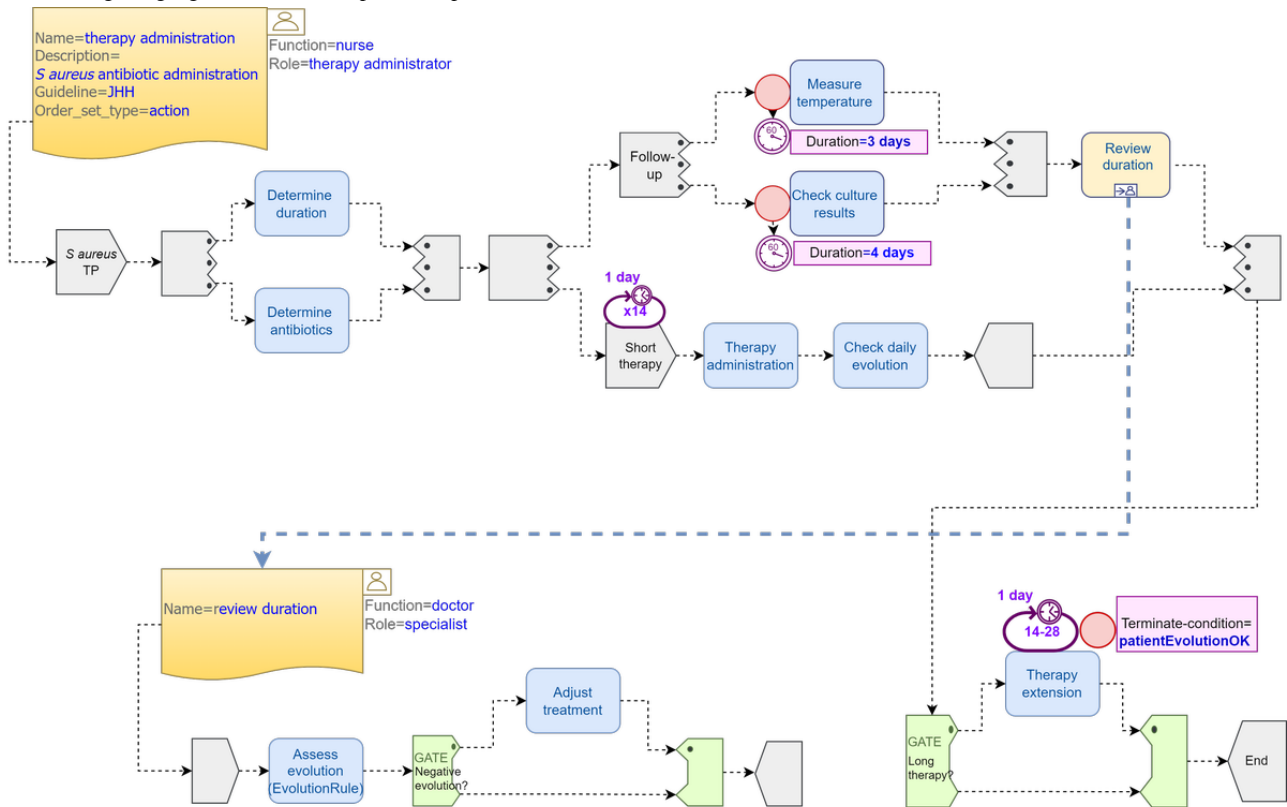 Name=therapy administration
Description=
S aureus antibiotic administration
Guideline=JHH
Order_set_type=action
Function=nurse
Role=therapy administrator
Measure
temperature
60
Duration=3 days
Follow-
up
Check culture
results
60
Duration=4 days
Review
duration
Determine
duration
S aureus
TP
Determine
antibiotics
1 day
x14
Short
therapy
Therapy
administration
Check daily
evolution
Name=review duration
Function=doctor
Role=specialist
1 day
14-28
Terminate-condition=
patientEvolutionOK
Therapy
extension
Adjust
treatment
Assess
evolution
(EvolutionRule)
GATE
Negative
evolution?
GATE
Long
therapy?
End